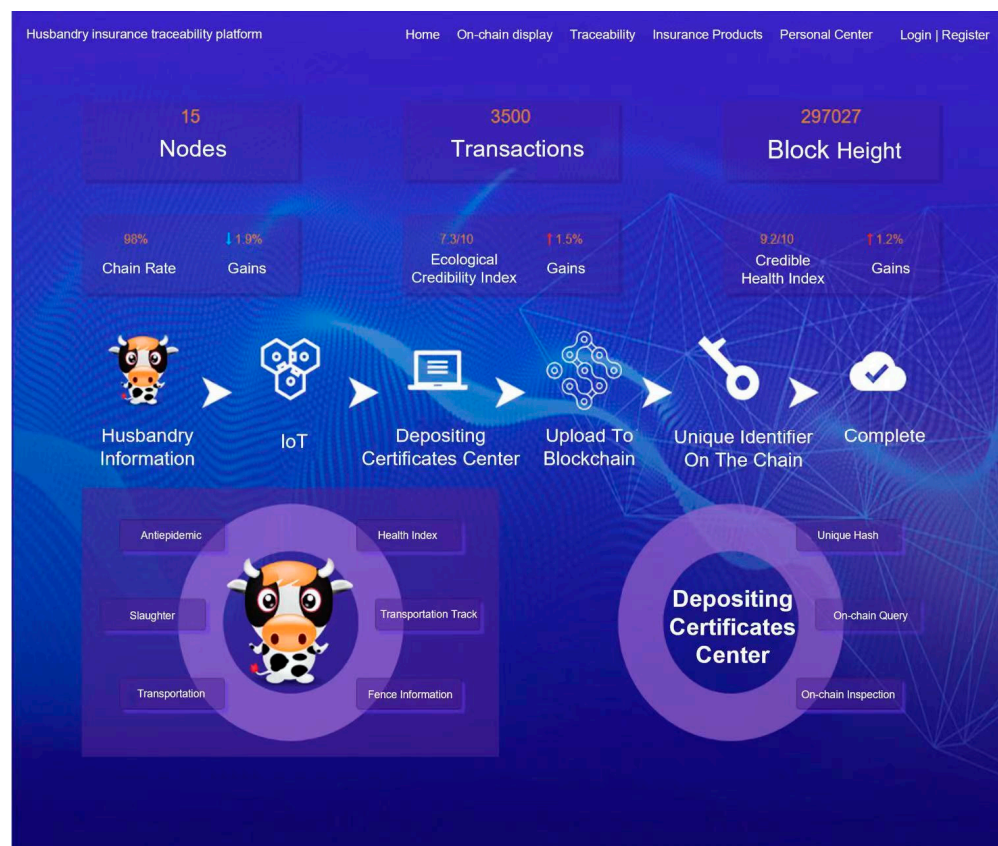 Husbandry insurance traceability platform
Home On-chain display Traceability Insurance Products Personal Center Login | Register
15
Nodes
3500
Transactions
297027
Block Height
98%
Chain Rate
1.9%
Gains
7.3/10
Ecological
Credibility Index
1.5%
Gains
9.2/10
Credible
Health Index
1.2%
Gains
Husbandry
Information
IoT
Depositing
Certificates Center
Upload To
Blockchain
Unique Identifier
On The Chain
Complete
Antiepidemic
Health Index
Slaughter
Transportation Track
Transportation
Fence Information
Depositing
Certificates
Center
Unique Hash
On-chain Query
On-chain Inspection